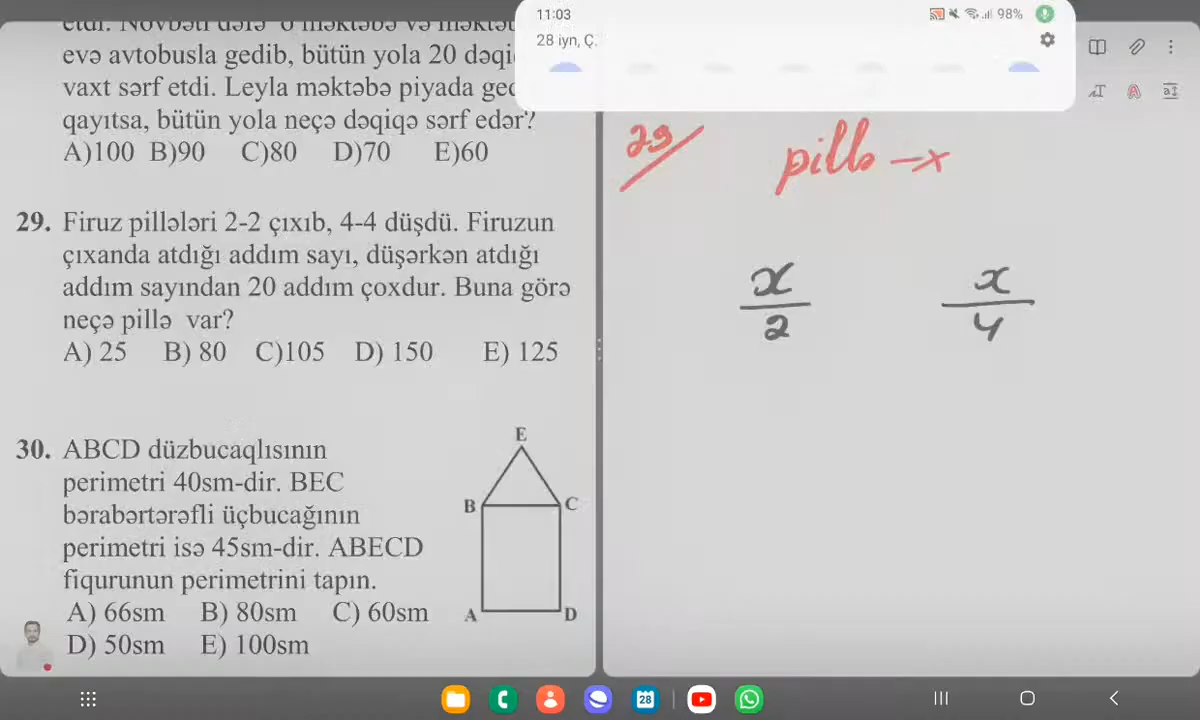 evə avtobusla gedib, bütün yola 20
vaxt sərf etdi. Leyla məktəbə piyada
qayıtsa, bütün yola neçə dəqiqə sərf edər?
A)100 B)90 C)80 D)70 E)60
29. Firuz pillələri 2-2 çıxıb, 4-4 düşdü. Firuzun
çıxanda atdığı addım sayı, düşərkən atdığı
addım sayından 20 addım çoxdur. Buna görə
neçə pillə var?
A) 25 B) 80 C)105 D) 150 E) 125
30. ABCD düzbucaqlısının
perimetri 40sm-dir. BEC
bərabərtərəfli üçbucağının
perimetri isə 45sm-dir. ABECD
fiqurunun perimetrini tapın.
A) 66sm B) 80sm C) 60sm
D) 50sm E) 100sm
E
B C
A D
11:03 98%
28 iyn, Ç.
29 pillə – x
x/2 x/4
28